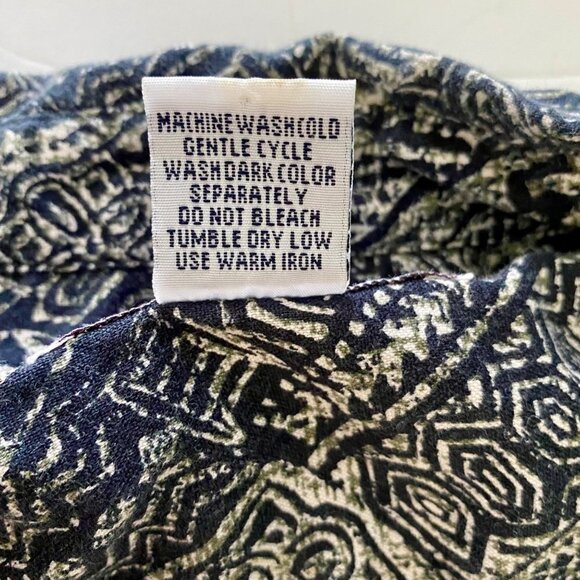 MACHINE WASH COLD
GENTLE CYCLE
WASH DARK COLOR
SEPARATELY
DO NOT BLEACH
TUMBLE DRY LOW
USE WARM IRON